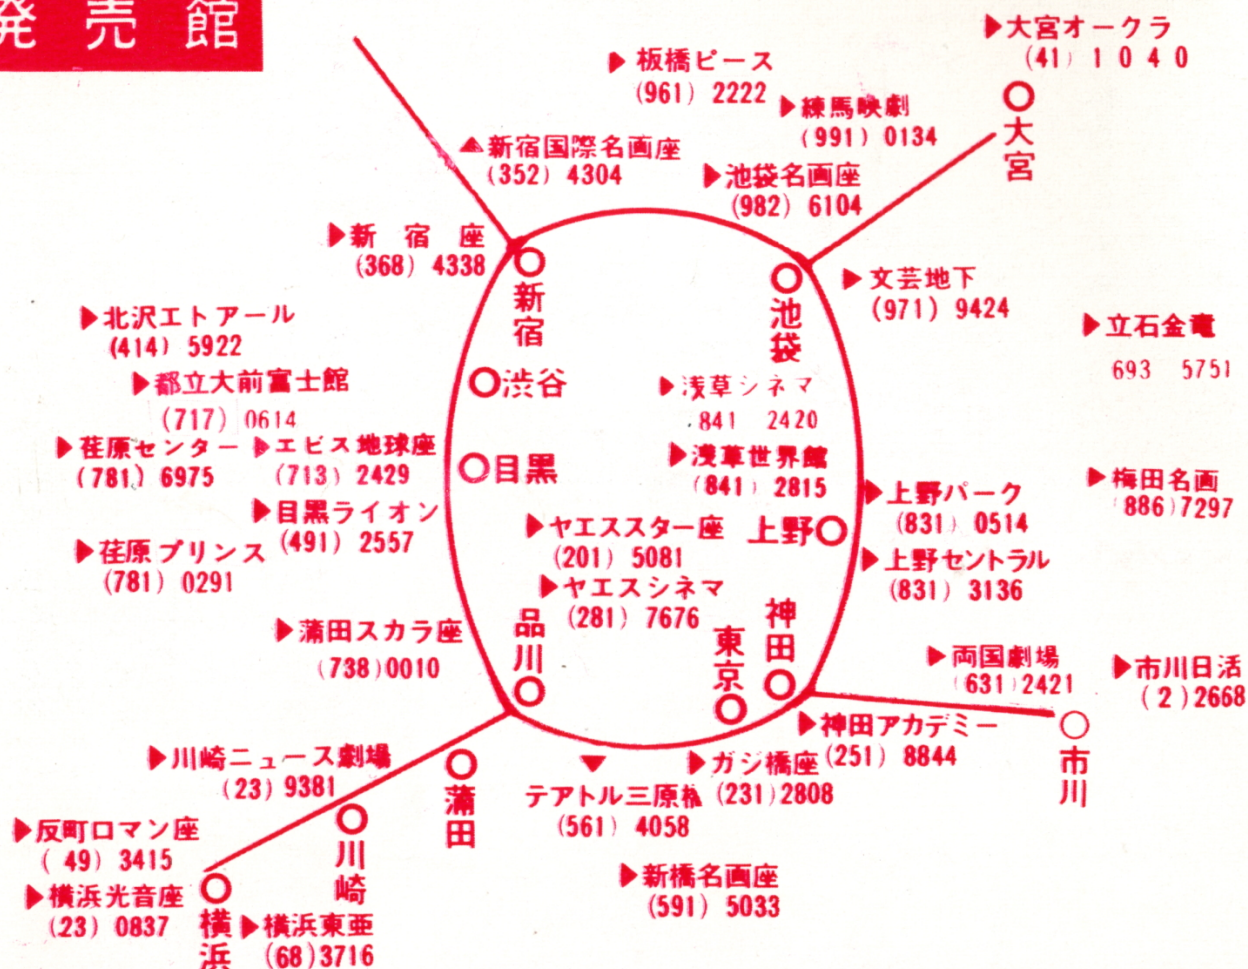 発売館
▶大宮オークラ
(41) 1040
▶板橋ピース
(961) 2222
▶練馬映劇
(991) 0134
大宮
▲新宿国際名画座
(352) 4304
▶池袋名画座
(982) 6104
▶新宿座
(368) 4338
新宿
池袋
▶文芸地下
(971) 9424
▶北沢エトアール
(414) 5922
▶立石金竜
693 5751
▶都立大前富士館
(717) 0614
渋谷
▶浅草シネマ
841 2420
▶荏原センター
(781) 6975
▶エビス地球座
(713) 2429
目黒
▶浅草世界館
(841) 2815
▶上野パーク
(831) 0514
▶梅田名画
(886)7297
▶目黒ライオン
(491) 2557
▶ヤエススター座
(201) 5081
上野
▶荏原プリンス
(781) 0291
▶上野セントラル
(831) 3136
▶ヤエスシネマ
(281) 7676
品川
東京
神田
▶蒲田スカラ座
(738)0010
▶両国劇場
(631)2421
▶市川日活
(2)2668
▶神田アカデミー
(251) 8844
市川
▶川崎ニュース劇場
(23) 9381
蒲田
▼
テアトル三原橋
(561) 4058
▶ガジ橋座
(231)2808
▶反町ロマン座
(49) 3415
川崎
▶新橋名画座
(591) 5033
▶横浜光音座
(23) 0837
横浜
▶横浜東亜
(68)3716